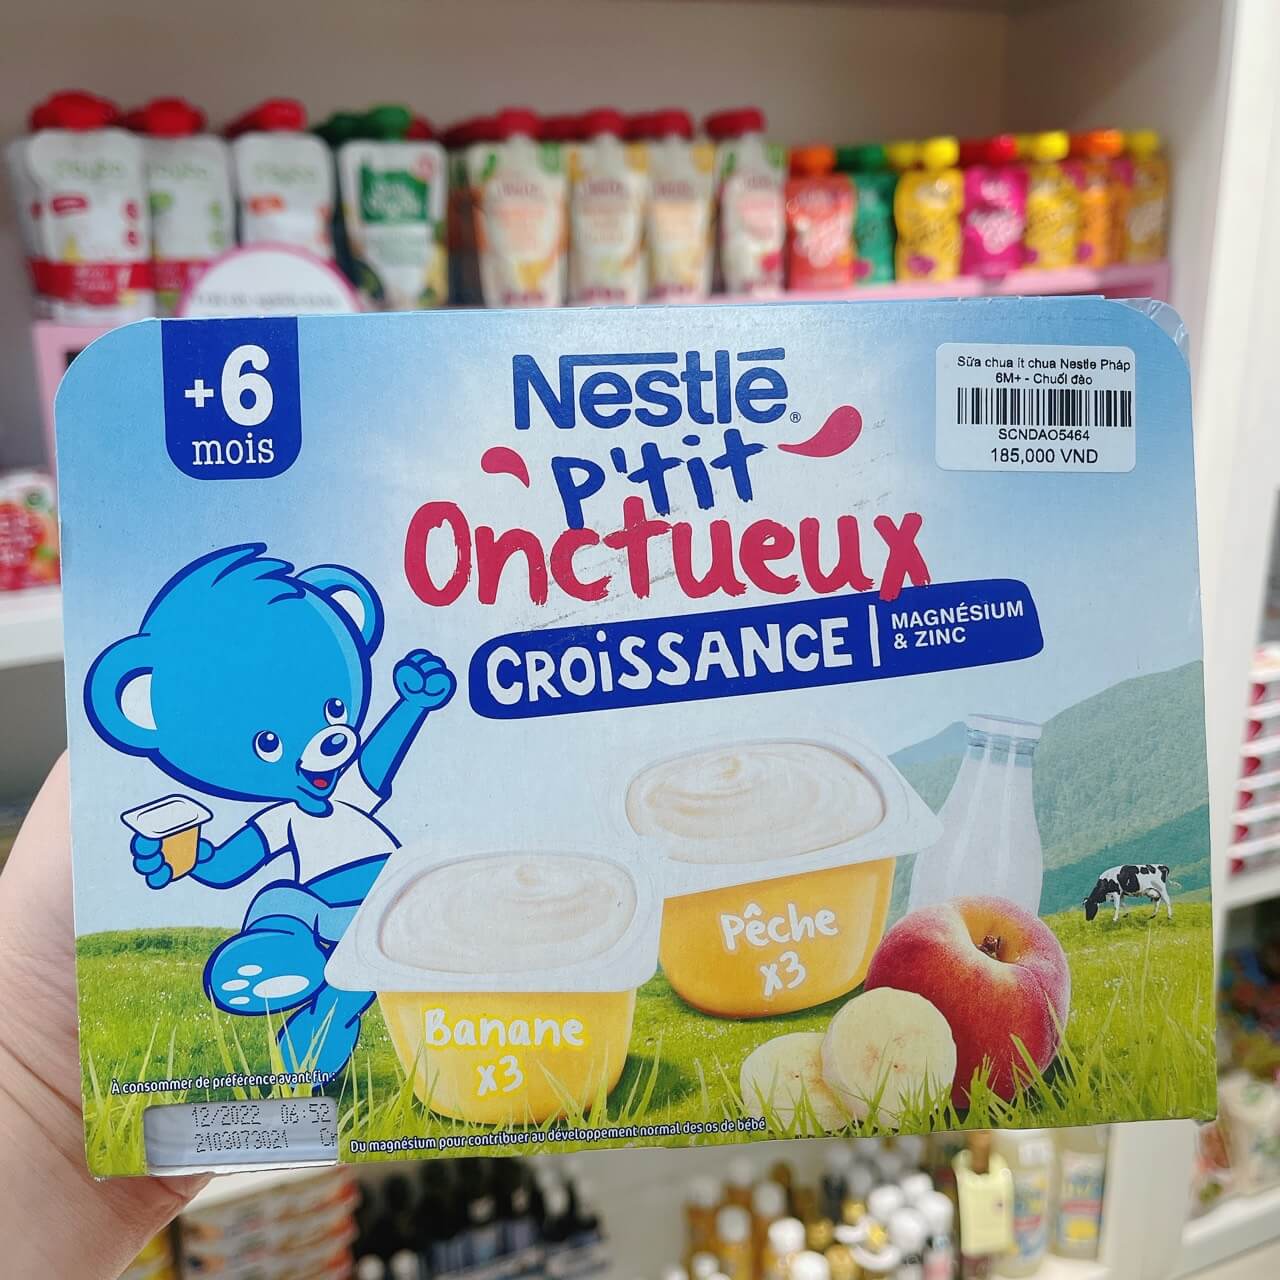 +6
mois
Nestlé®
P'tit
Onctueux
CROISSANCE
MAGNÉSIUM
& ZINC
Sữa chua ít chua Nestle Pháp
6M+ - Chuối đào
SCNDAO5464
185,000 VND
Pêche
x3
Banane
x3
À consommer de préférence avant fin :
12/2022 06:52
2103073021
Du magnésium pour contribuer au développement normal des os de bébé